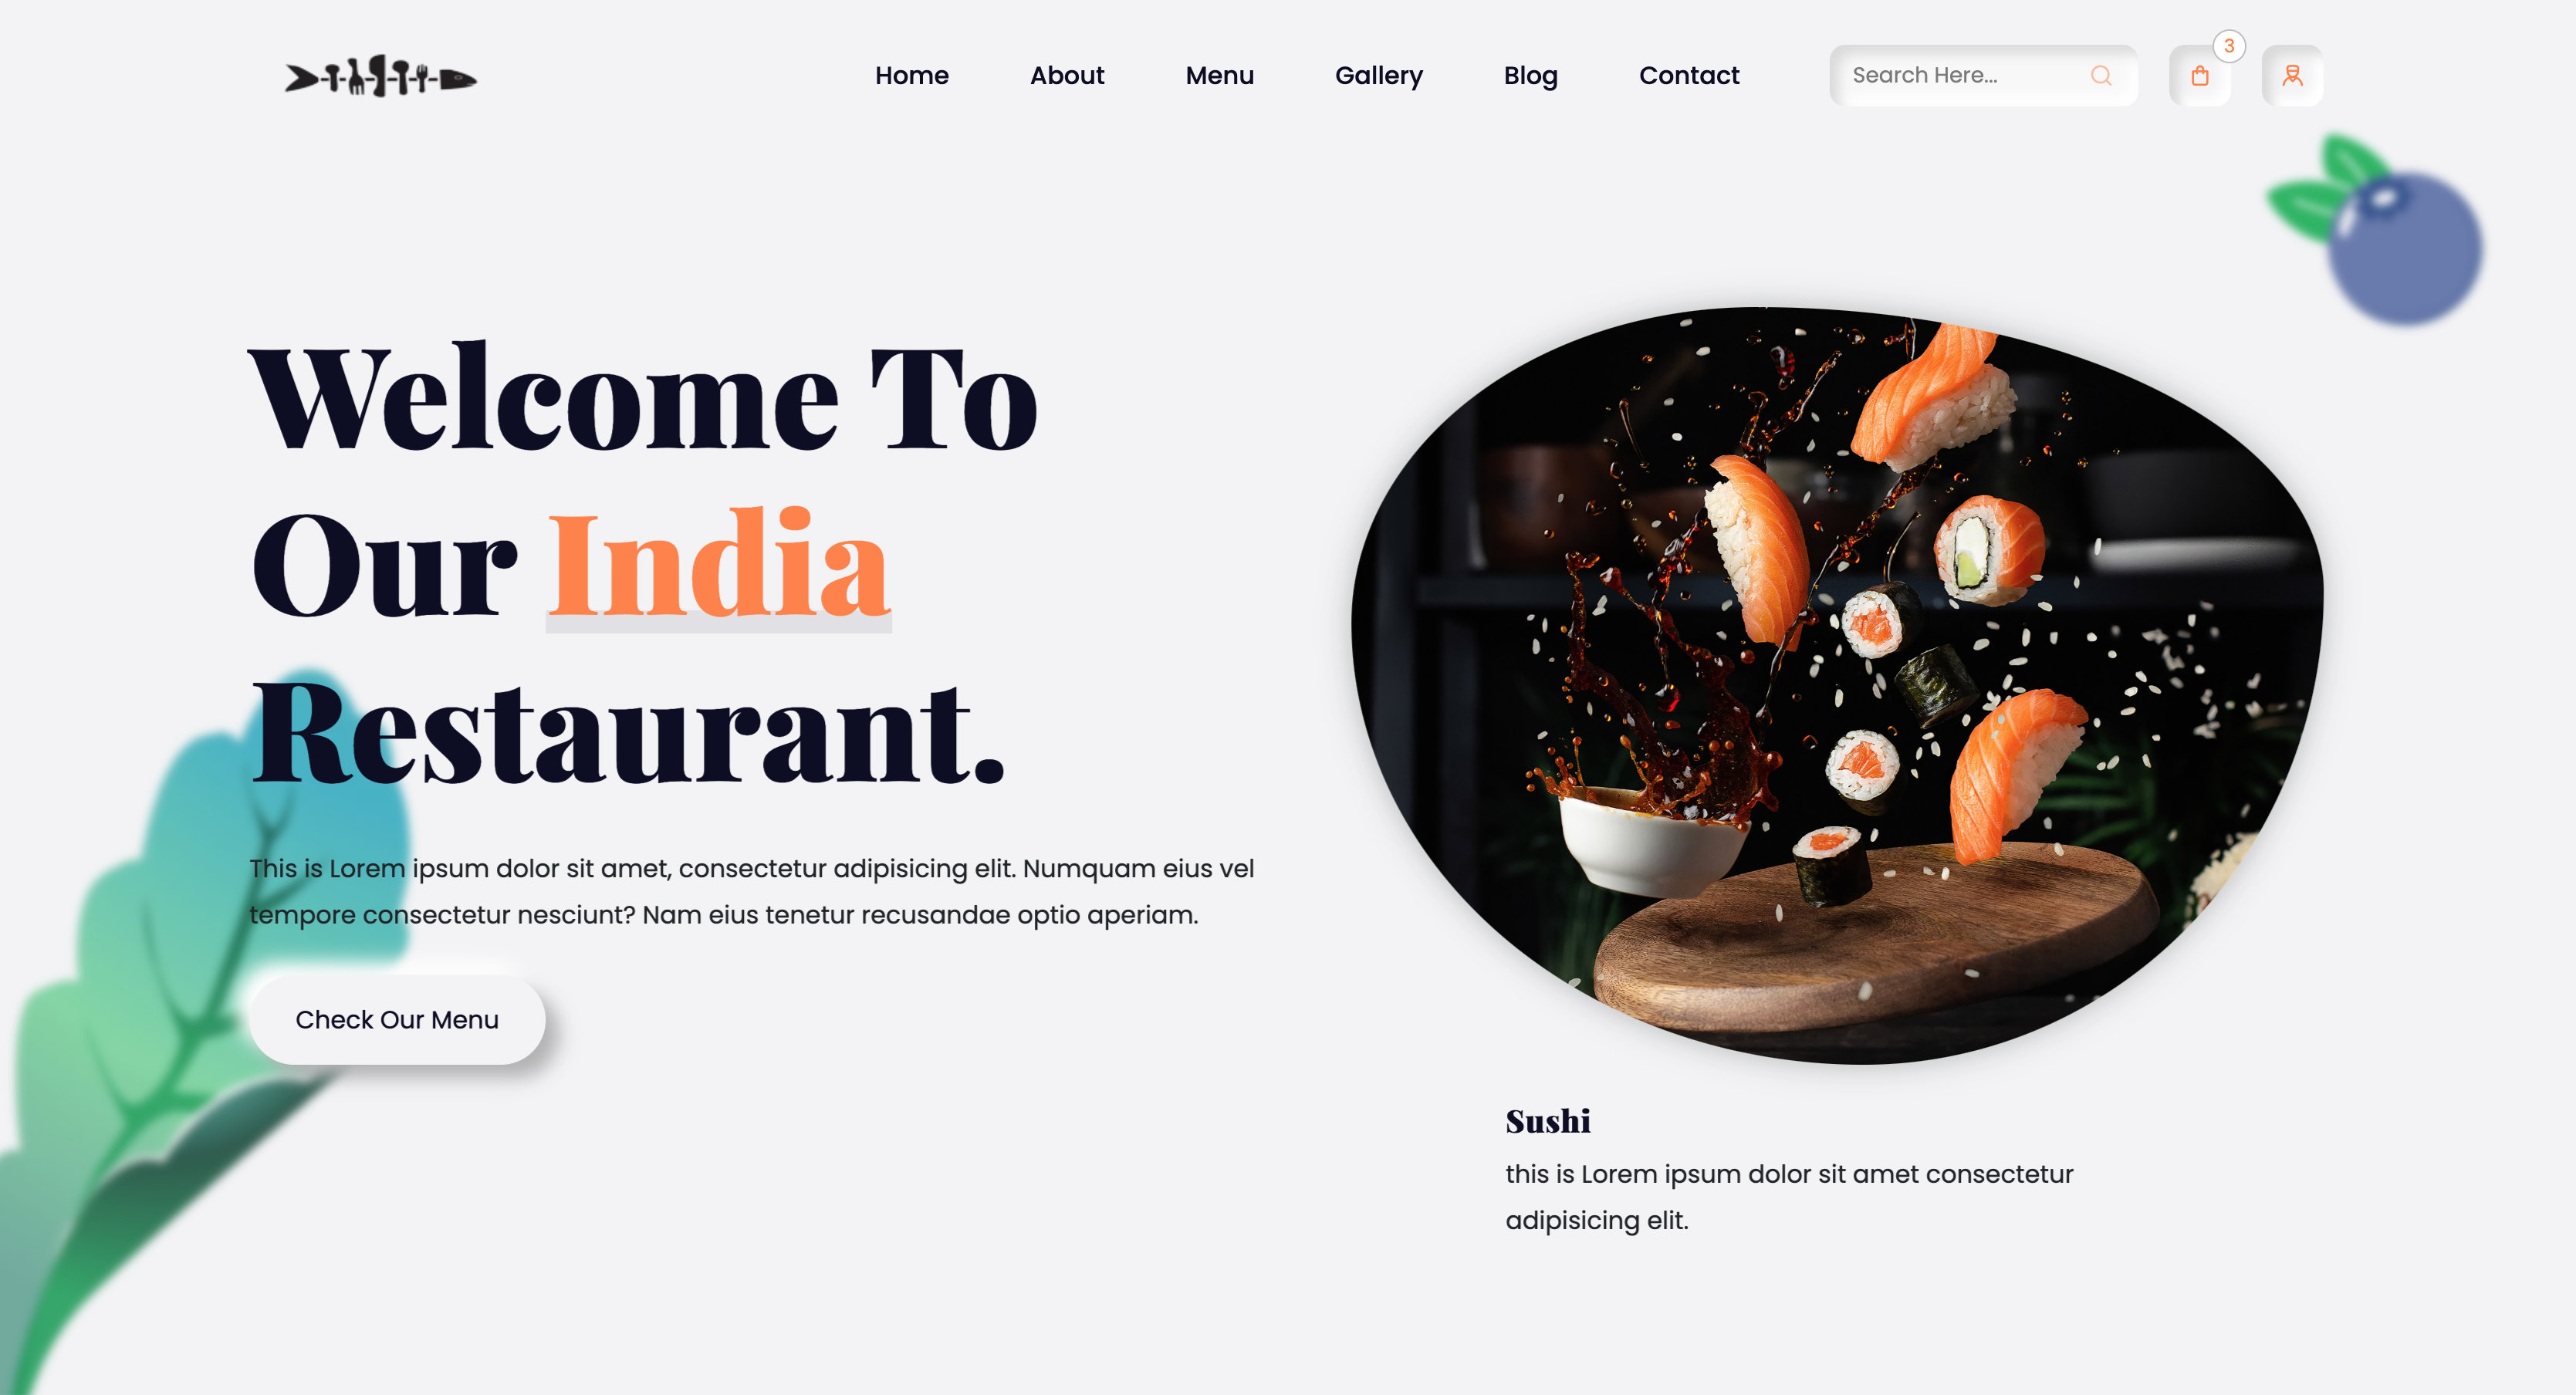 Home About Menu Gallery Blog Contact Search Here... 3
Welcome To
Our India
Restaurant.
This is Lorem ipsum dolor sit amet, consectetur adipisicing elit. Numquam eius vel
tempore consectetur nesciunt? Nam eius tenetur recusandae optio aperiam.
Check Our Menu
Sushi
this is Lorem ipsum dolor sit amet consectetur
adipisicing elit.